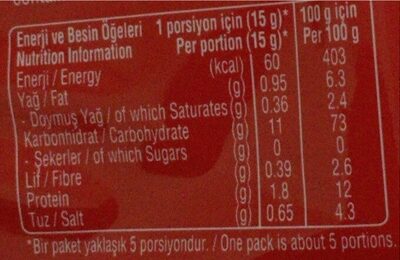 Enerji ve Besin Öğeleri 1 porsiyon için (15 g)* 100 g için
Nutrition Information Per portion (15 g)* Per 100 g
Enerji / Energy (kcal) 60 403
Yağ / Fat (g) 0.95 6.3
- Doymuş Yağ / of which Saturates (g) 0.36 2.4
Karbonhidrat / Carbohydrate (g) 11 73
- Şekerler / of which Sugars (g) 0 0
Lif / Fibre (g) 0.39 2.6
Protein (g) 1.8 12
Tuz / Salt (g) 0.65 4.3
*Bir paket yaklaşık 5 porsiyondur. / One pack is about 5 portions.